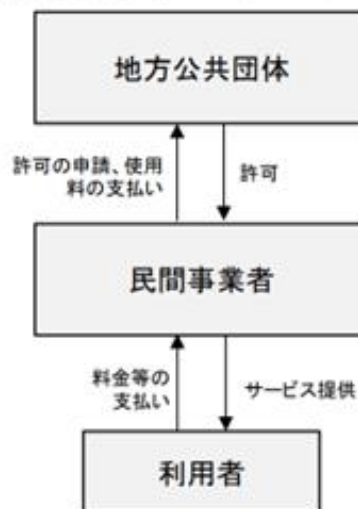 地方公共団体
許可の申請、使用
料の支払い
許可
民間事業者
料金等の
支払い
サービス提供
利用者